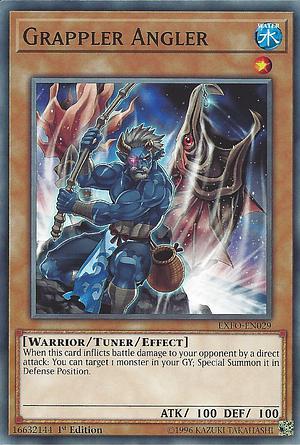 GRAPPLER ANGLER
WATER
水
EXFO-EN029
[WARRIOR/TUNER/EFFECT]
When this card inflicts battle damage to your opponent by a direct
attack: You can target 1 monster in your GY; Special Summon it in
Defense Position.
ATK/ 100 DEF/ 100
16632144 1st Edition
©1996 KAZUKI TAKAHASHI